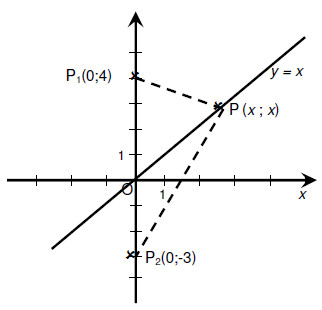 y = x
P₁(0;4)
P (x ; x)
1
O
1
x
P₂(0;-3)